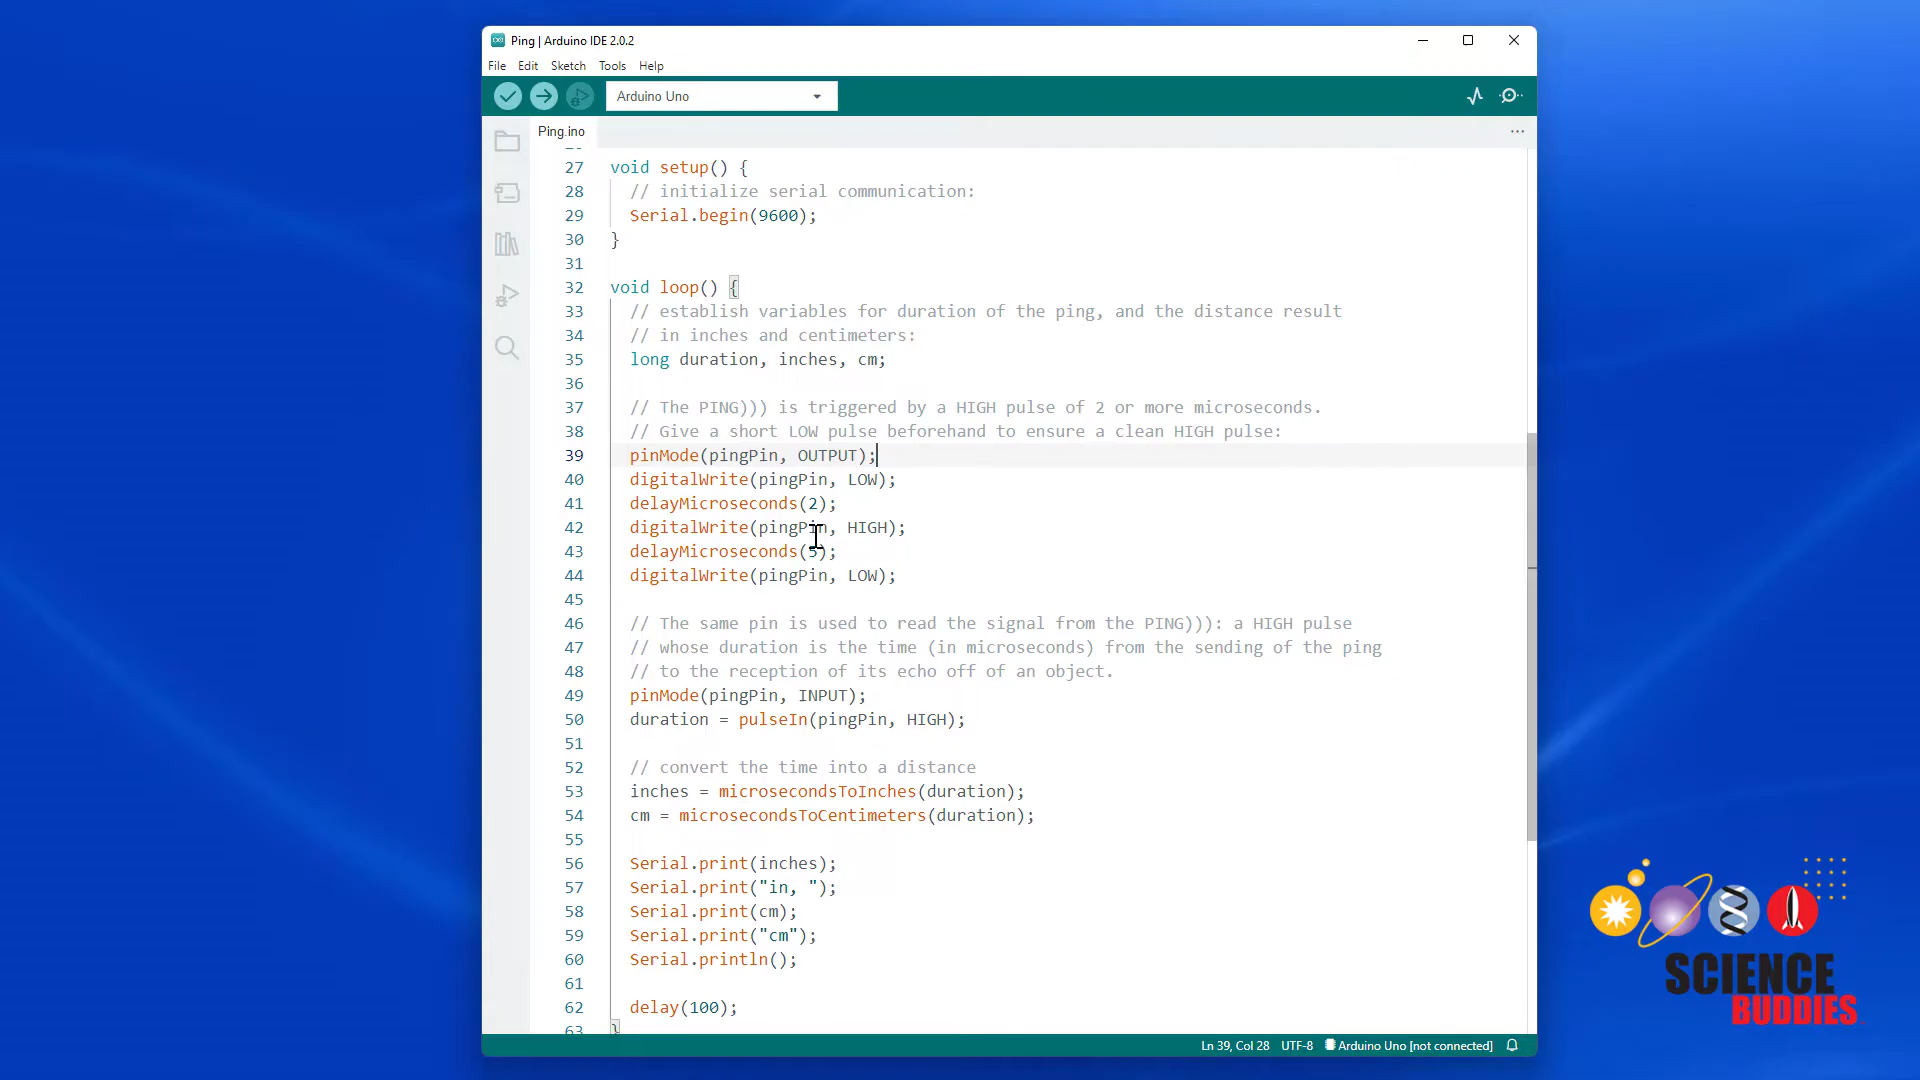 Ping | Arduino IDE 2.0.2
File Edit Sketch Tools Help
Arduino Uno
Ping.ino
27 void setup() {
28 // initialize serial communication:
29 Serial.begin(9600);
30 }
31
32 void loop() {
33 // establish variables for duration of the ping, and the distance result
34 // in inches and centimeters:
35 long duration, inches, cm;
36
37 // The PING))) is triggered by a HIGH pulse of 2 or more microseconds.
38 // Give a short LOW pulse beforehand to ensure a clean HIGH pulse:
39 pinMode(pingPin, OUTPUT);
40 digitalWrite(pingPin, LOW);
41 delayMicroseconds(2);
42 digitalWrite(pingPin, HIGH);
43 delayMicroseconds(5);
44 digitalWrite(pingPin, LOW);
45
46 // The same pin is used to read the signal from the PING))): a HIGH pulse
47 // whose duration is the time (in microseconds) from the sending of the ping
48 // to the reception of its echo off of an object.
49 pinMode(pingPin, INPUT);
50 duration = pulseIn(pingPin, HIGH);
51
52 // convert the time into a distance
53 inches = microsecondsToInches(duration);
54 cm = microsecondsToCentimeters(duration);
55
56 Serial.print(inches);
57 Serial.print("in, ");
58 Serial.print(cm);
59 Serial.print("cm");
60 Serial.println();
61
62 delay(100);
63 }
Ln 39, Col 28 UTF-8 Arduino Uno [not connected]
SCIENCE
BUDDIES